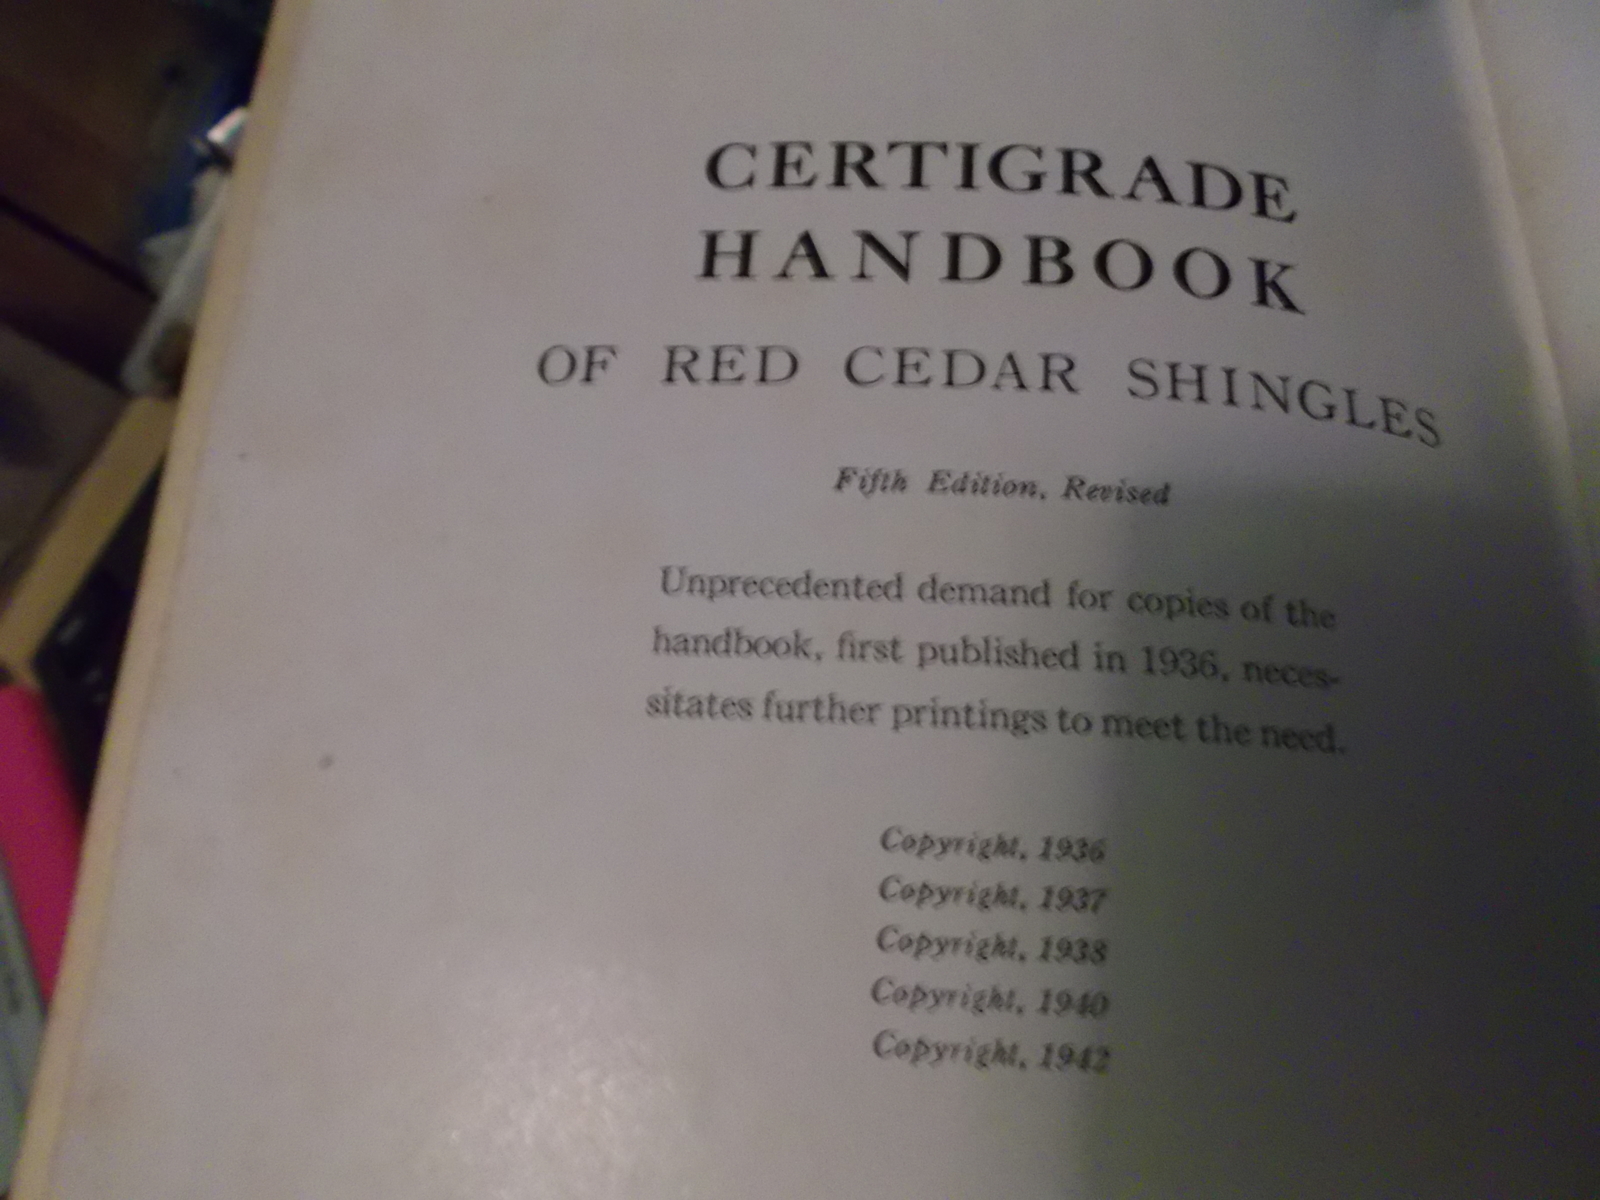 CERTIGRADE
HANDBOOK
OF RED CEDAR SHINGLES
Fifth Edition, Revised
Unprecedented demand for copies of the
handbook, first published in 1936, neces-
sitates further printings to meet the need.
Copyright, 1936
Copyright, 1937
Copyright, 1938
Copyright, 1940
Copyright, 1942